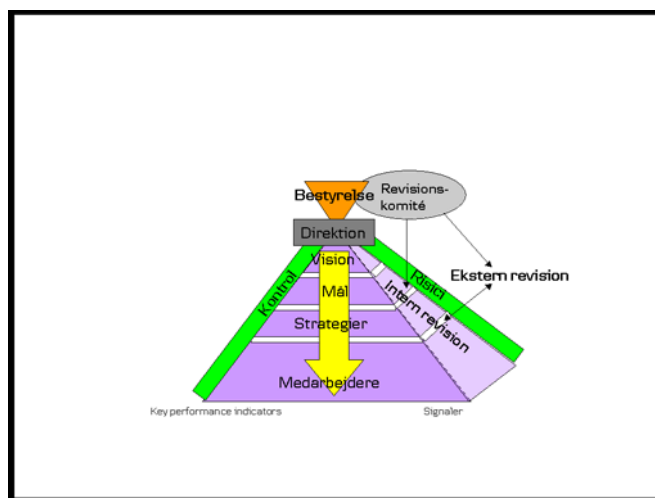 Bestyrelse
Revisions-
komité
Direktion
Vision
Mål
Strategier
Medarbejdere
Kontrol
Risici
Intern revision
Ekstern revision
Key performance indicators
Signaler